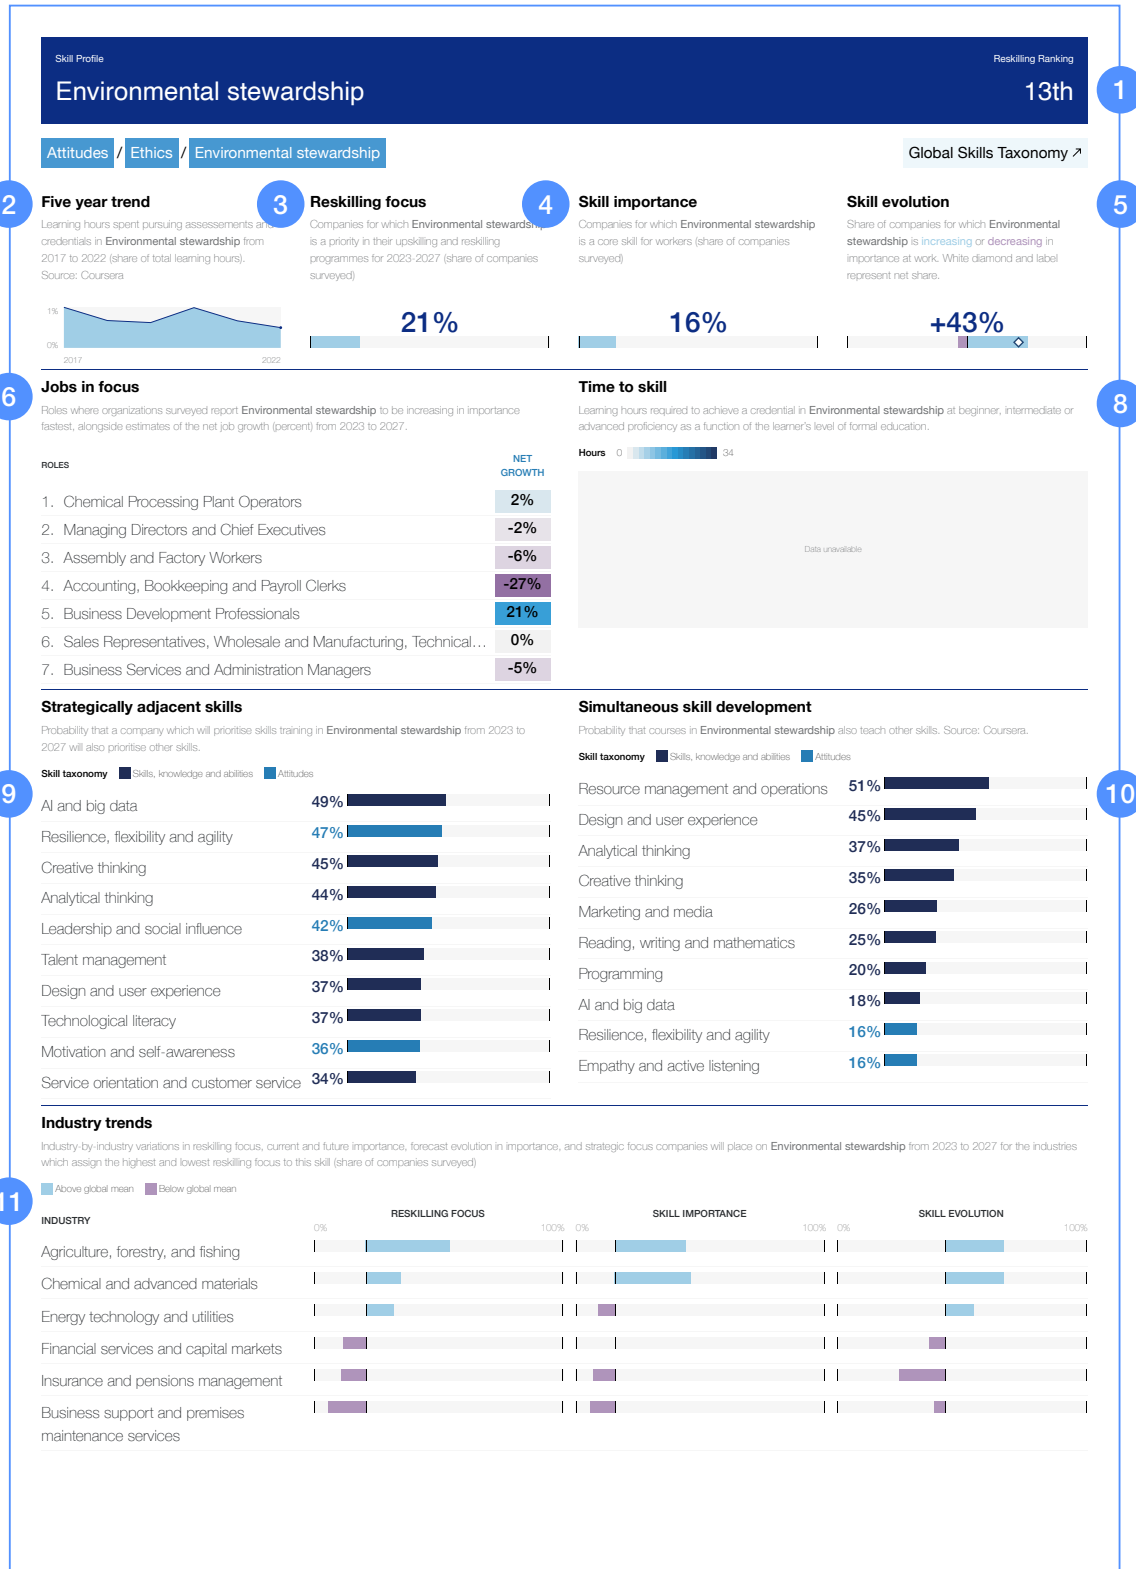 Skill Profile
Reskilling Ranking
Environmental stewardship
13th
1
Attitudes / Ethics / Environmental stewardship
Global Skills Taxonomy ↗
2
Five year trend
Learning hours spent pursuing assessements and
credentials in Environmental stewardship from
2017 to 2022 (share of total learning hours).
Source: Coursera
1%
0%
2017
2022
3
Reskilling focus
Companies for which Environmental stewardship
is a priority in their upskilling and reskilling
programmes for 2023-2027 (share of companies
surveyed)
21%
4
Skill importance
Companies for which Environmental stewardship
is a core skill for workers (share of companies
surveyed)
16%
5
Skill evolution
Share of companies for which Environmental
stewardship is increasing or decreasing in
importance at work. White diamond and label
represent net share.
+43%
6
Jobs in focus
Roles where organizations surveyed report Environmental stewardship to be increasing in importance
fastest, alongside estimates of the net job growth (percent) from 2023 to 2027.
ROLES
NET
GROWTH
1. Chemical Processing Plant Operators 2%
2. Managing Directors and Chief Executives -2%
3. Assembly and Factory Workers -6%
4. Accounting, Bookkeeping and Payroll Clerks -27%
5. Business Development Professionals 21%
6. Sales Representatives, Wholesale and Manufacturing, Technical... 0%
7. Business Services and Administration Managers -5%
8
Time to skill
Learning hours required to achieve a credential in Environmental stewardship at beginner, intermediate or
advanced proficiency as a function of the learner's level of formal education.
Hours 0 34
Data unavailable
9
Strategically adjacent skills
Probability that a company which will prioritise skills training in Environmental stewardship from 2023 to
2027 will also prioritise other skills.
Skill taxonomy Skills, knowledge and abilities Attitudes
AI and big data 49%
Resilience, flexibility and agility 47%
Creative thinking 45%
Analytical thinking 44%
Leadership and social influence 42%
Talent management 38%
Design and user experience 37%
Technological literacy 37%
Motivation and self-awareness 36%
Service orientation and customer service 34%
10
Simultaneous skill development
Probability that courses in Environmental stewardship also teach other skills. Source: Coursera.
Skill taxonomy Skills, knowledge and abilities Attitudes
Resource management and operations 51%
Design and user experience 45%
Analytical thinking 37%
Creative thinking 35%
Marketing and media 26%
Reading, writing and mathematics 25%
Programming 20%
AI and big data 18%
Resilience, flexibility and agility 16%
Empathy and active listening 16%
Industry trends
Industry-by-industry variations in reskilling focus, current and future importance, forecast evolution in importance, and strategic focus companies will place on Environmental stewardship from 2023 to 2027 for the industries
which assign the highest and lowest reskilling focus to this skill (share of companies surveyed)
11
Above global mean Below global mean
INDUSTRY
RESKILLING FOCUS SKILL IMPORTANCE SKILL EVOLUTION
0% 100% 0% 100% 0% 100%
Agriculture, forestry, and fishing
Chemical and advanced materials
Energy technology and utilities
Financial services and capital markets
Insurance and pensions management
Business support and premises
maintenance services